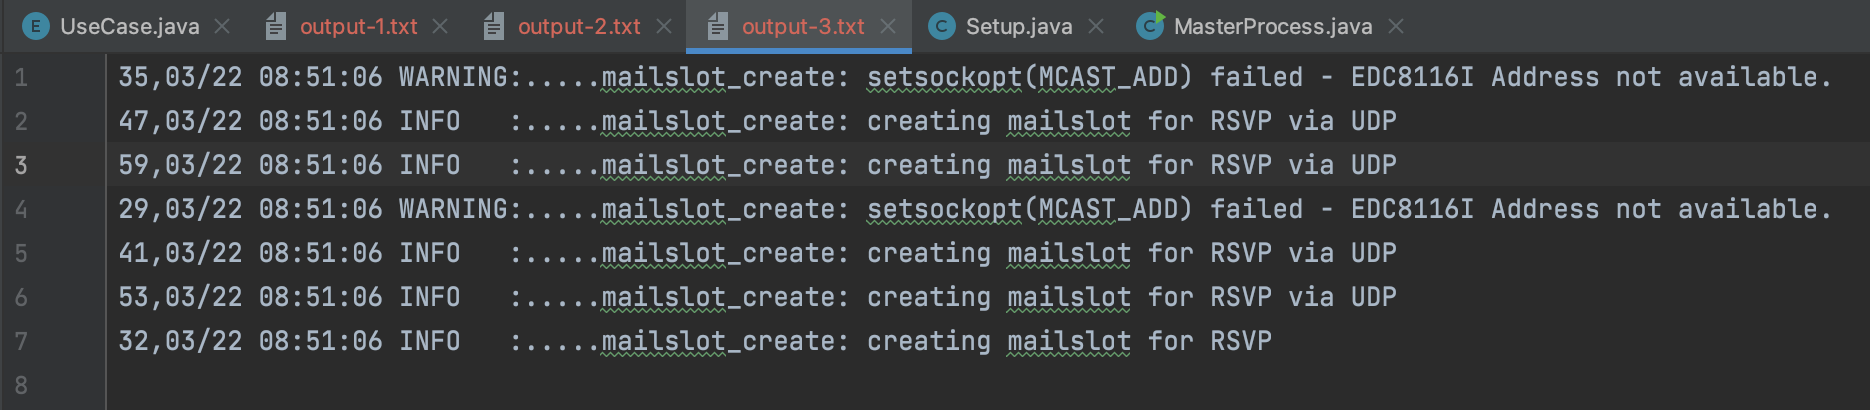 E UseCase.java output-1.txt output-2.txt output-3.txt C Setup.java C MasterProcess.java
1 35,03/22 08:51:06 WARNING:.....mailslot_create: setsockopt(MCAST_ADD) failed - EDC8116I Address not available.
2 47,03/22 08:51:06 INFO   :.....mailslot_create: creating mailslot for RSVP via UDP
3 59,03/22 08:51:06 INFO   :.....mailslot_create: creating mailslot for RSVP via UDP
4 29,03/22 08:51:06 WARNING:.....mailslot_create: setsockopt(MCAST_ADD) failed - EDC8116I Address not available.
5 41,03/22 08:51:06 INFO   :.....mailslot_create: creating mailslot for RSVP via UDP
6 53,03/22 08:51:06 INFO   :.....mailslot_create: creating mailslot for RSVP via UDP
7 32,03/22 08:51:06 INFO   :.....mailslot_create: creating mailslot for RSVP
8